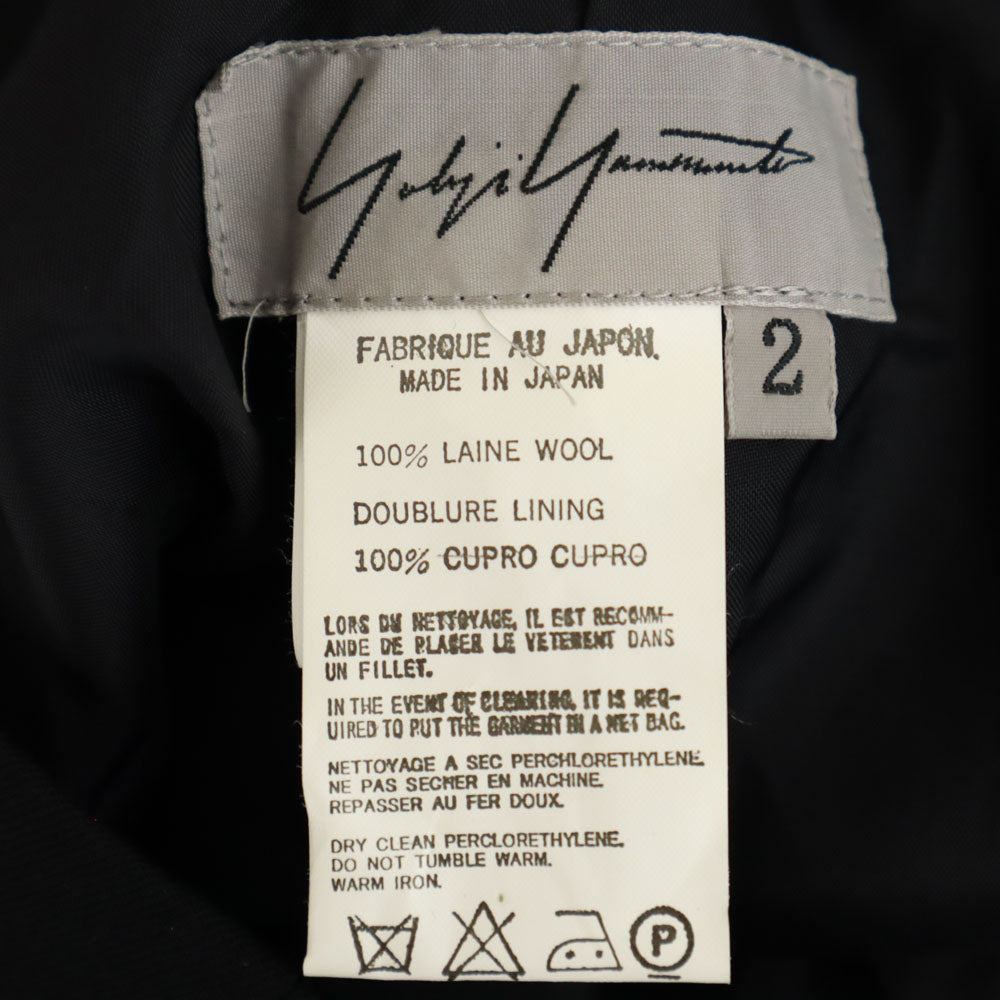 Yohji Yamamoto
2
FABRIQUE AU JAPON.
MADE IN JAPAN
100% LAINE WOOL
DOUBLURE LINING
100% CUPRO CUPRO
LORS DU NETTOYAGE, IL EST RECOMM-
ANDE DE PLACER LE VETEMENT DANS
UN FILLET.
IN THE EVENT OF CLEANING, IT IS REQ-
UIRED TO PUT THE GARMENT IN A NET BAG.
NETTOYAGE A SEC PERCHLORETHYLENE.
NE PAS SECHER EN MACHINE.
REPASSER AU FER DOUX.
DRY CLEAN PERCLORETHYLENE.
DO NOT TUMBLE WARM.
WARM IRON.
P